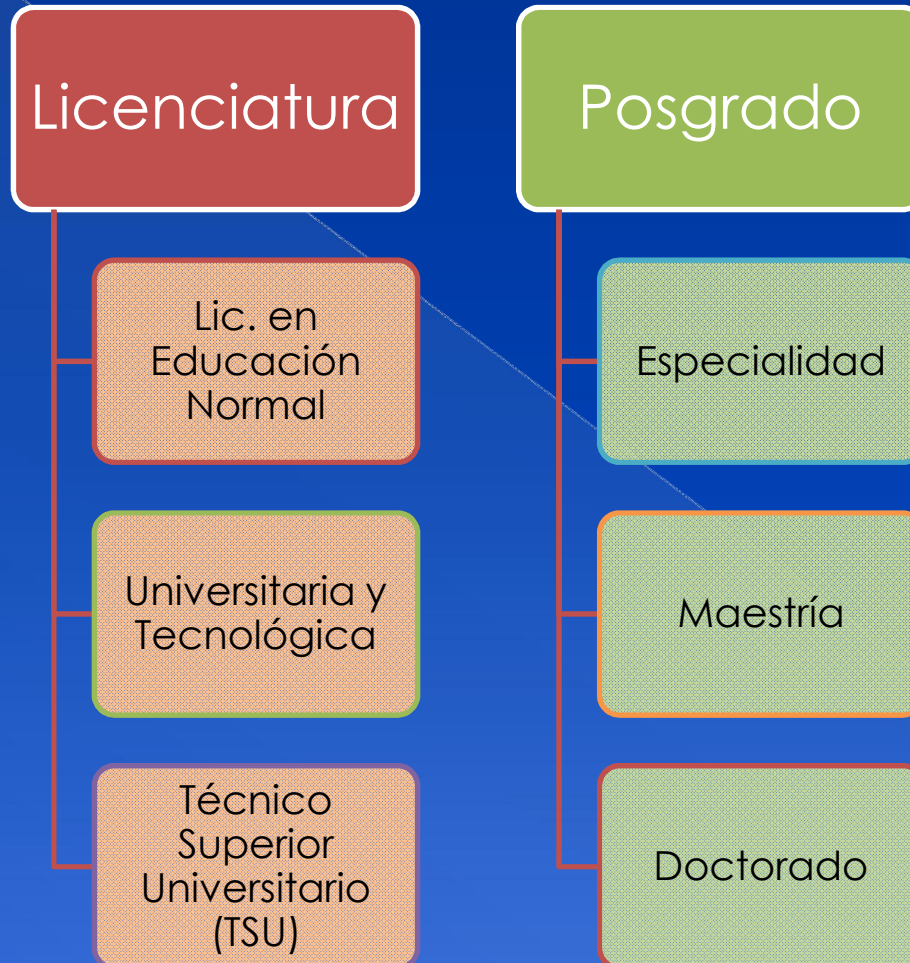 Licenciatura
Lic. en
Educación
Normal
Universitaria y
Tecnológica
Técnico
Superior
Universitario
(TSU)
Posgrado
Especialidad
Maestría
Doctorado